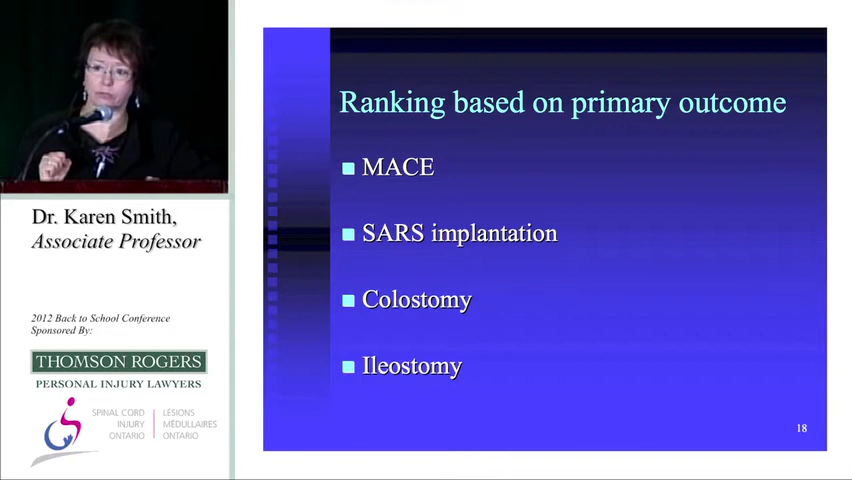 Dr. Karen Smith,
Associate Professor
2012 Back to School Conference
Sponsored By:
THOMSON ROGERS
PERSONAL INJURY LAWYERS
SPINAL CORD
INJURY
ONTARIO
LÉSIONS
MÉDULLAIRES
ONTARIO
Ranking based on primary outcome
MACE
SARS implantation
Colostomy
Ileostomy
18